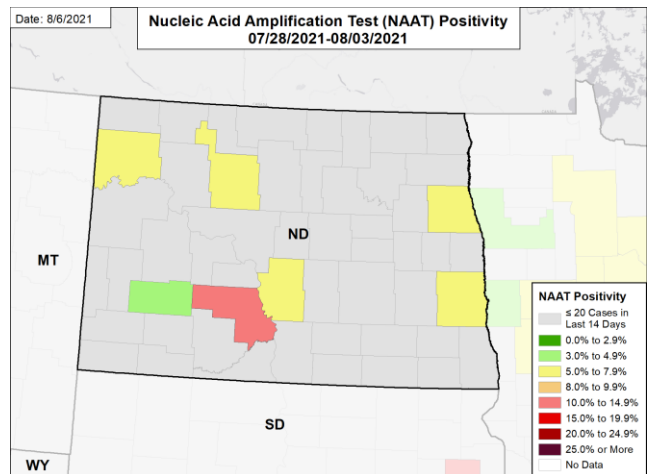 Date: 8/6/2021
Nucleic Acid Amplification Test (NAAT) Positivity
07/28/2021-08/03/2021
ND
MT
SD
WY
NAAT Positivity
≤ 20 Cases in
Last 14 Days
0.0% to 2.9%
3.0% to 4.9%
5.0% to 7.9%
8.0% to 9.9%
10.0% to 14.9%
15.0% to 19.9%
20.0% to 24.9%
25.0% or More
No Data